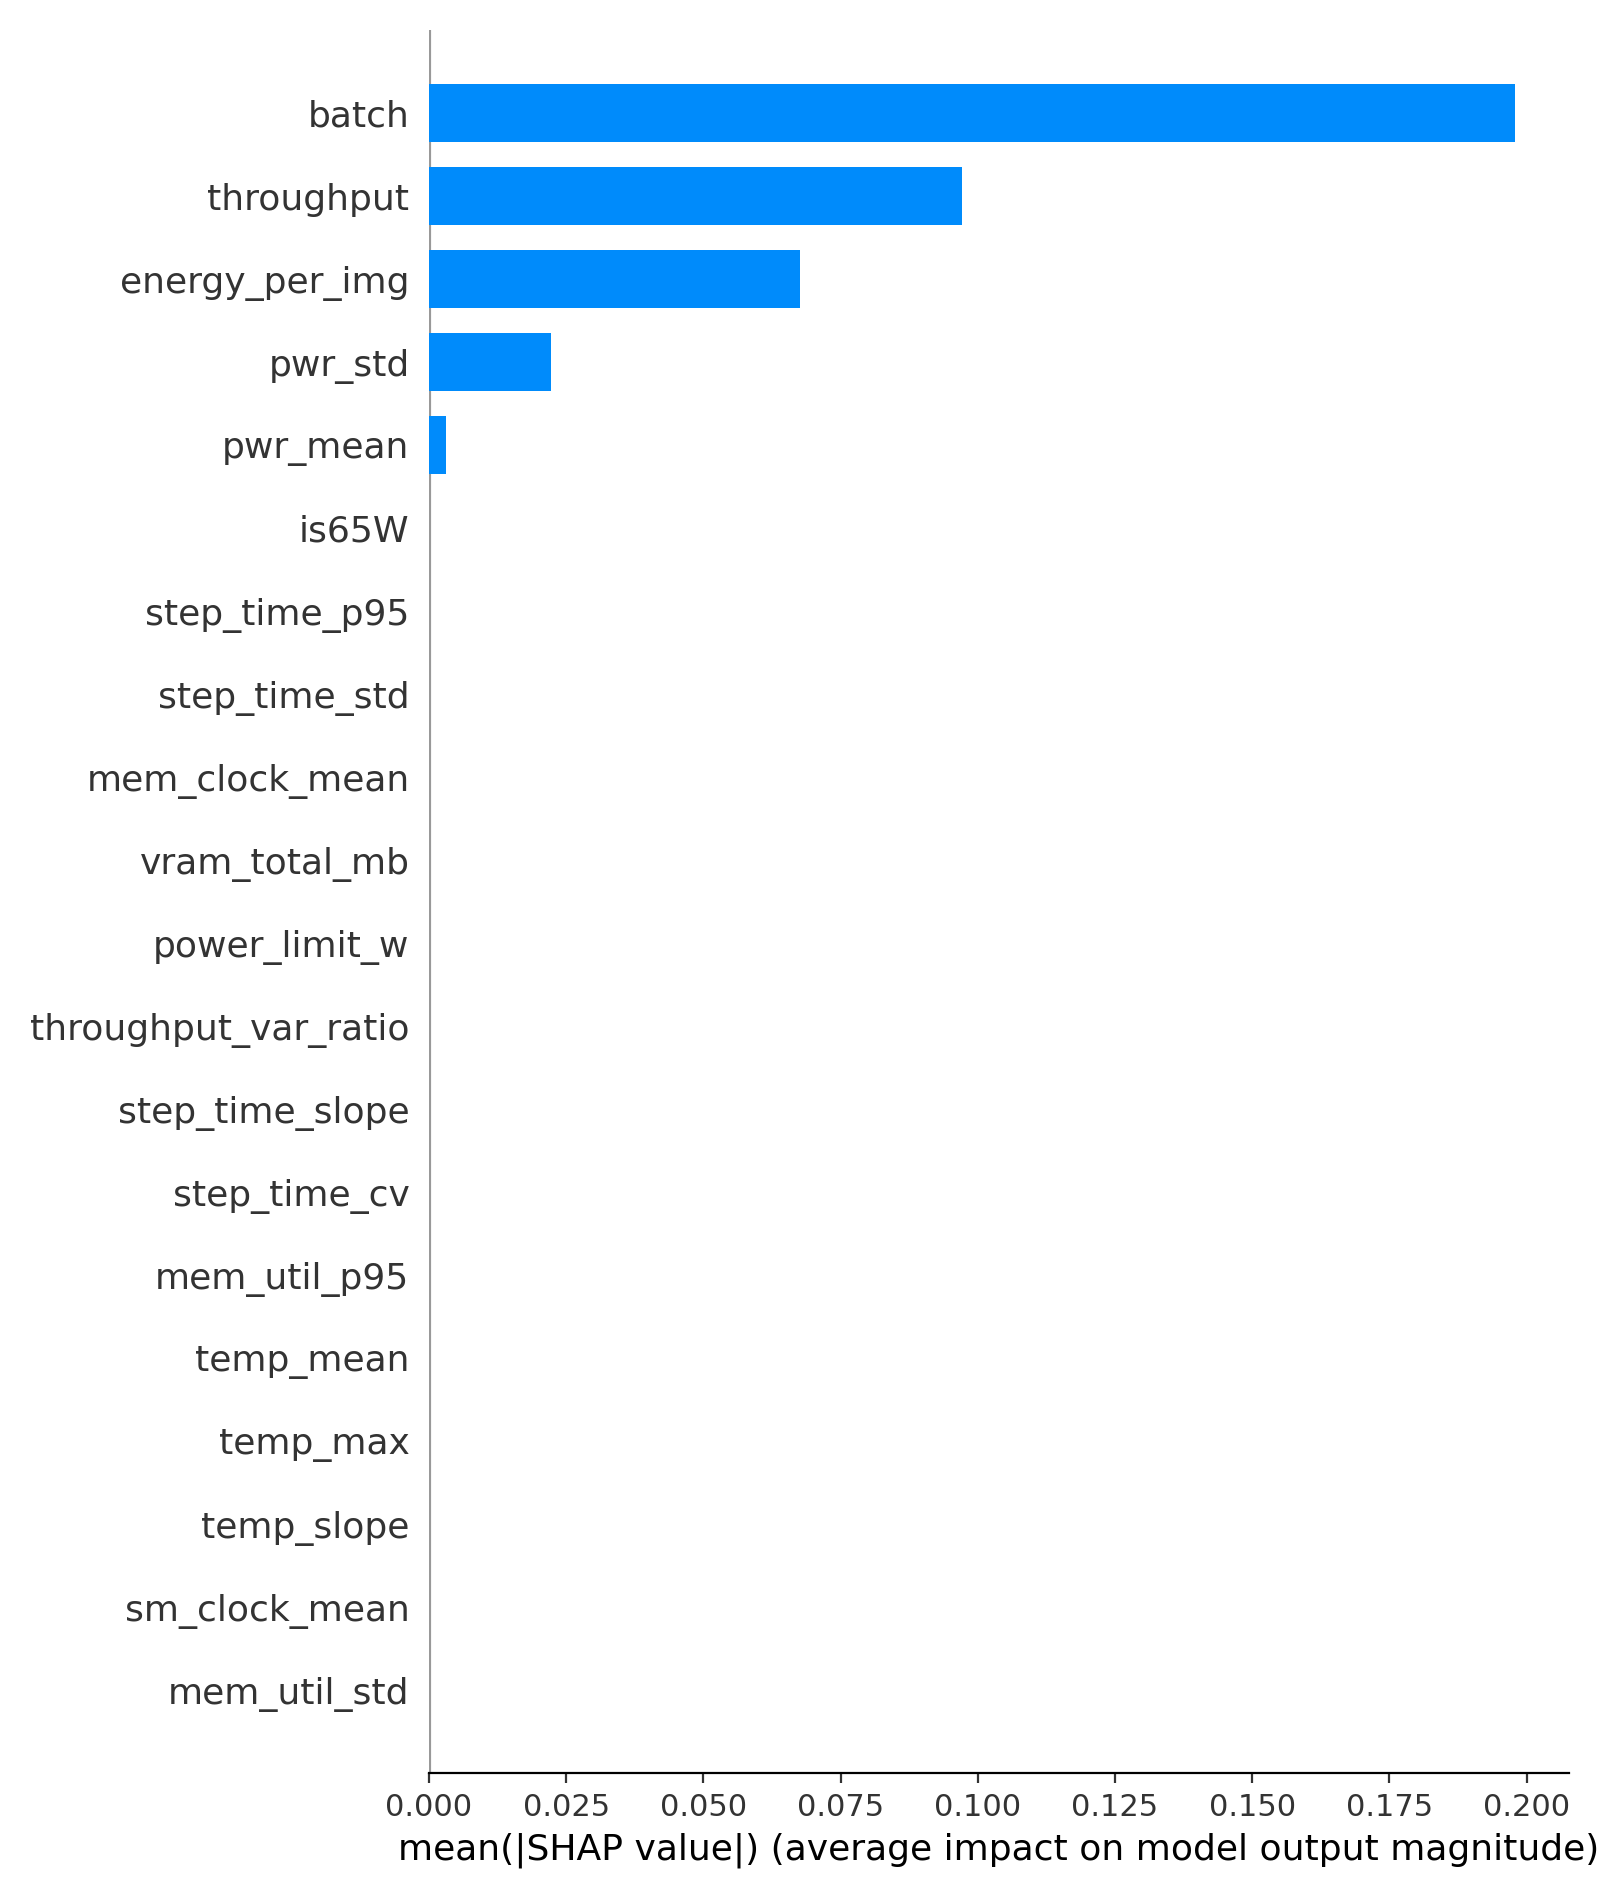 batch
throughput
energy_per_img
pwr_std
pwr_mean
is65W
step_time_p95
step_time_std
mem_clock_mean
vram_total_mb
power_limit_w
throughput_var_ratio
step_time_slope
step_time_cv
mem_util_p95
temp_mean
temp_max
temp_slope
sm_clock_mean
mem_util_std
0.000 0.025 0.050 0.075 0.100 0.125 0.150 0.175 0.200
mean(|SHAP value|) (average impact on model output magnitude)